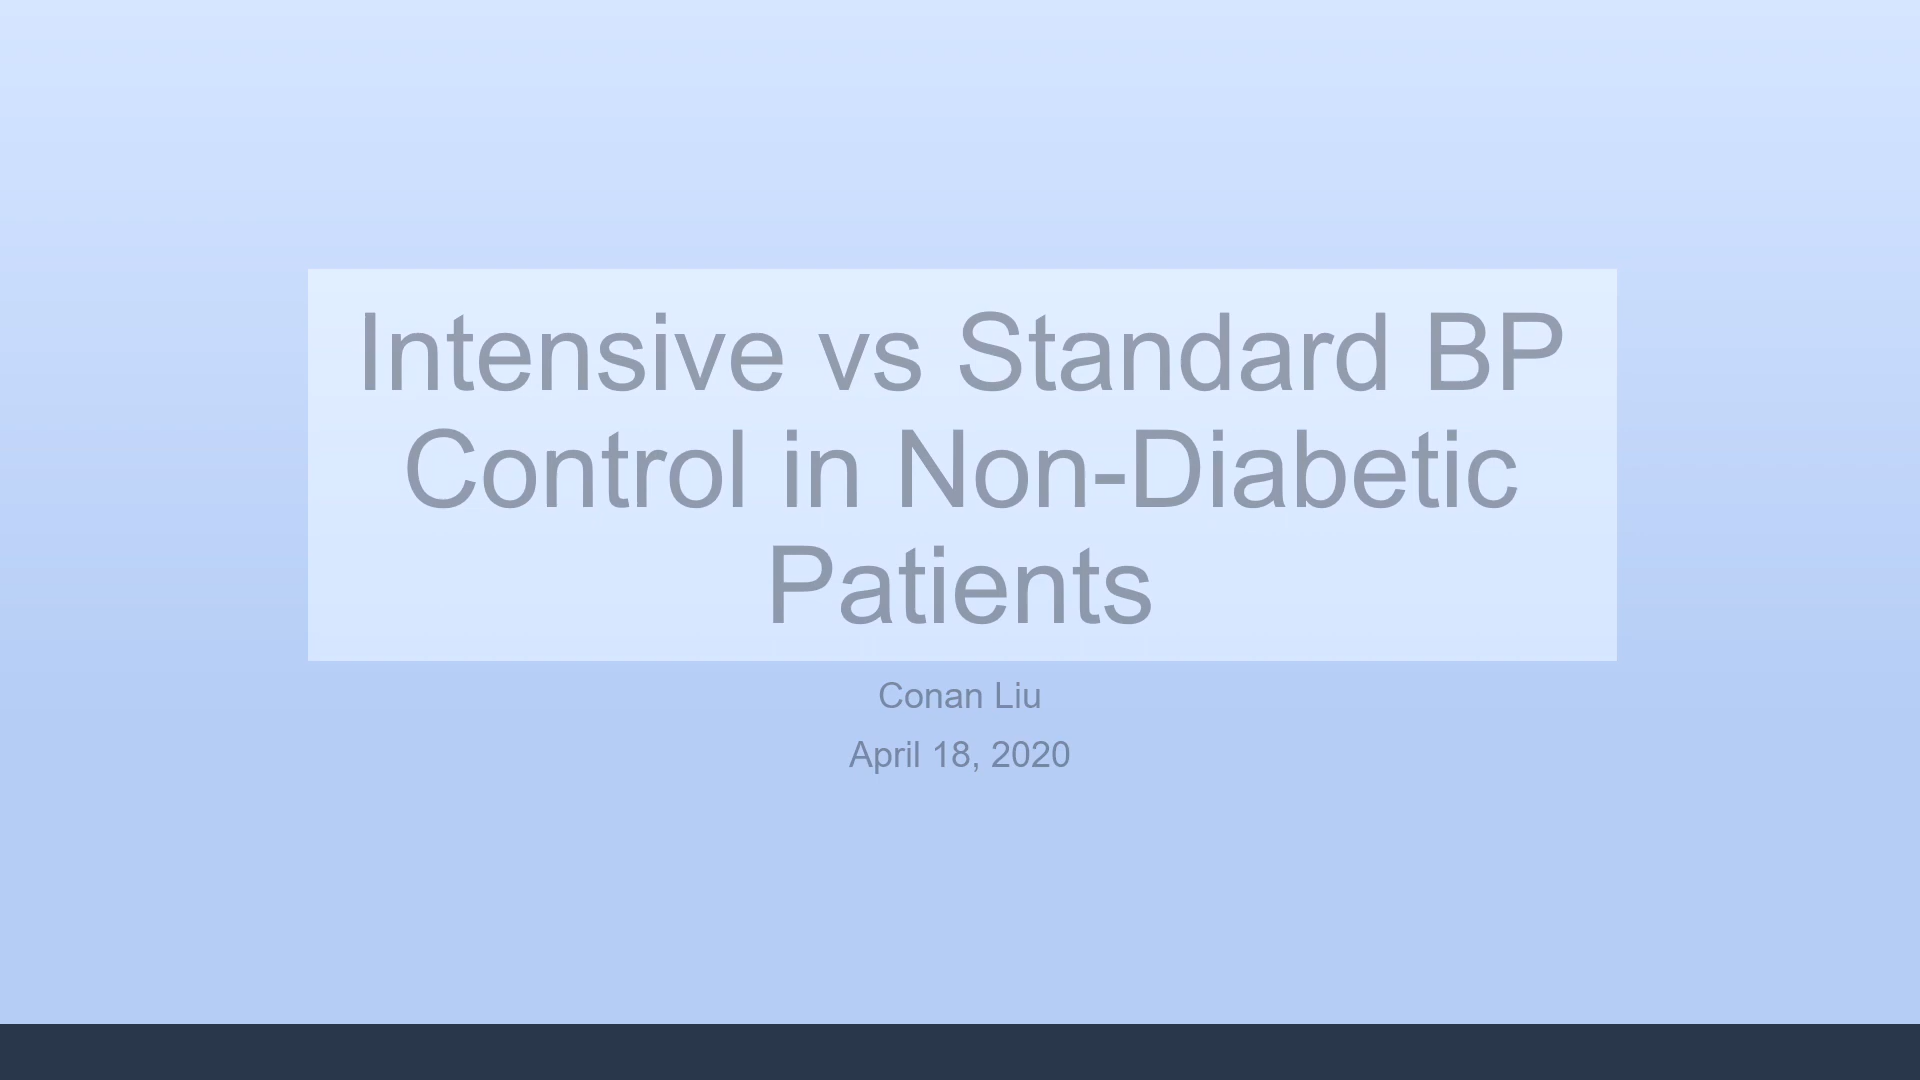 Intensive vs Standard BP
Control in Non-Diabetic
Patients
Conan Liu
April 18, 2020